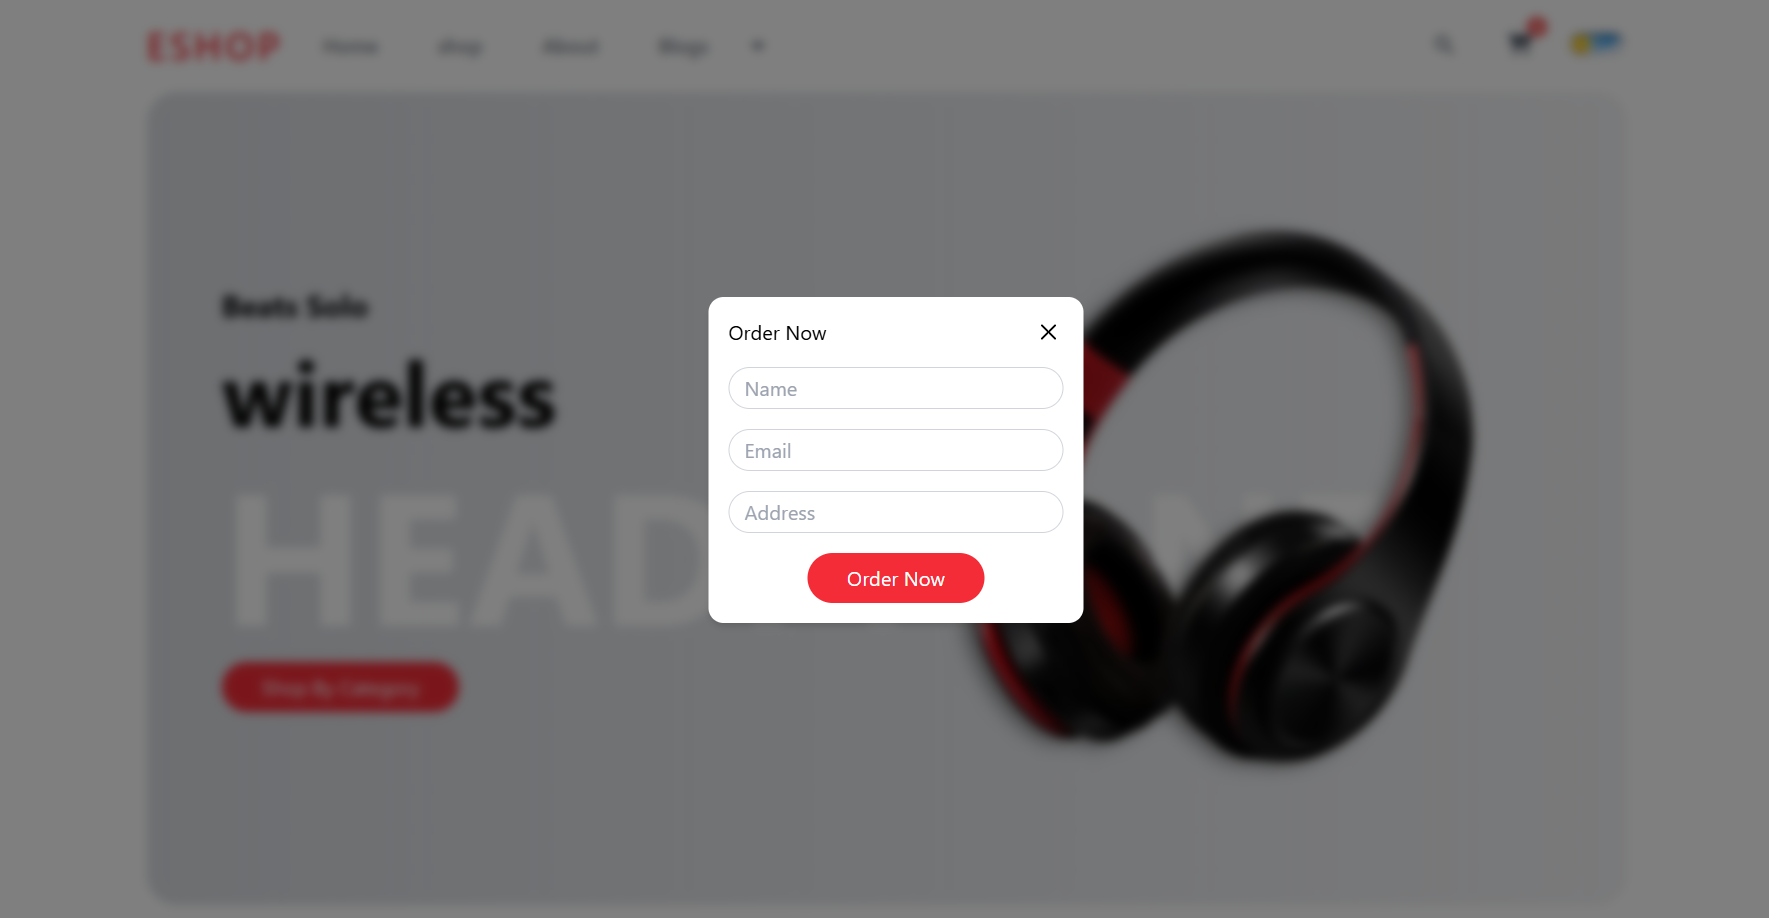 ESHOP Home shop About Blogs
Beats Solo
wireless
HEAD
Shop By Category
Order Now
Name
Email
Address
Order Now